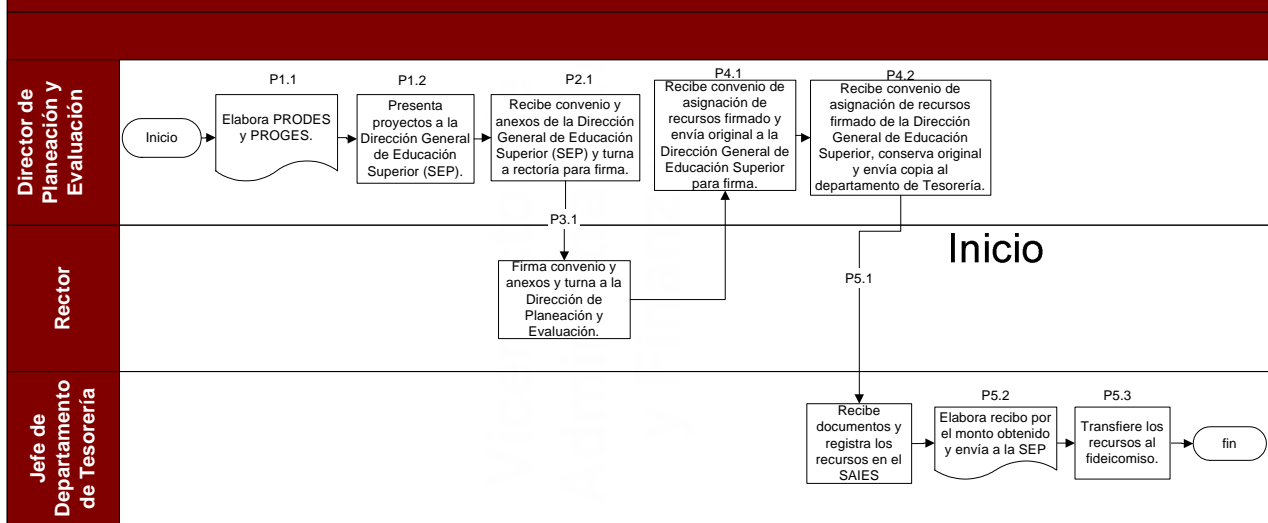 Director de
Planeación y
Evaluación
Inicio
P1.1
Elabora PRODES
y PROGES.
P1.2
Presenta
proyectos a la
Dirección General
de Educación
Superior (SEP).
P2.1
Recibe convenio y
anexos de la Dirección
General de Educación
Superior (SEP) y turna
a rectoría para firma.
P4.1
Recibe convenio de
asignación de
recursos firmado y
envía original a la
Dirección General de
Educación Superior
para firma.
P4.2
Recibe convenio de
asignación de recursos
firmado de la Dirección
General de Educación
Superior, conserva original
y envía copia al
departamento de Tesorería.
Rector
P3.1
Firma convenio y
anexos y turna a la
Dirección de
Planeación y
Evaluación.
Inicio
P5.1
Jefe de
Departamento
de Tesorería
Recibe
documentos y
registra los
recursos en el
SAIES
P5.2
Elabora recibo por
el monto obtenido
y envía a la SEP
P5.3
Transfiere los
recursos al
fideicomiso.
fin